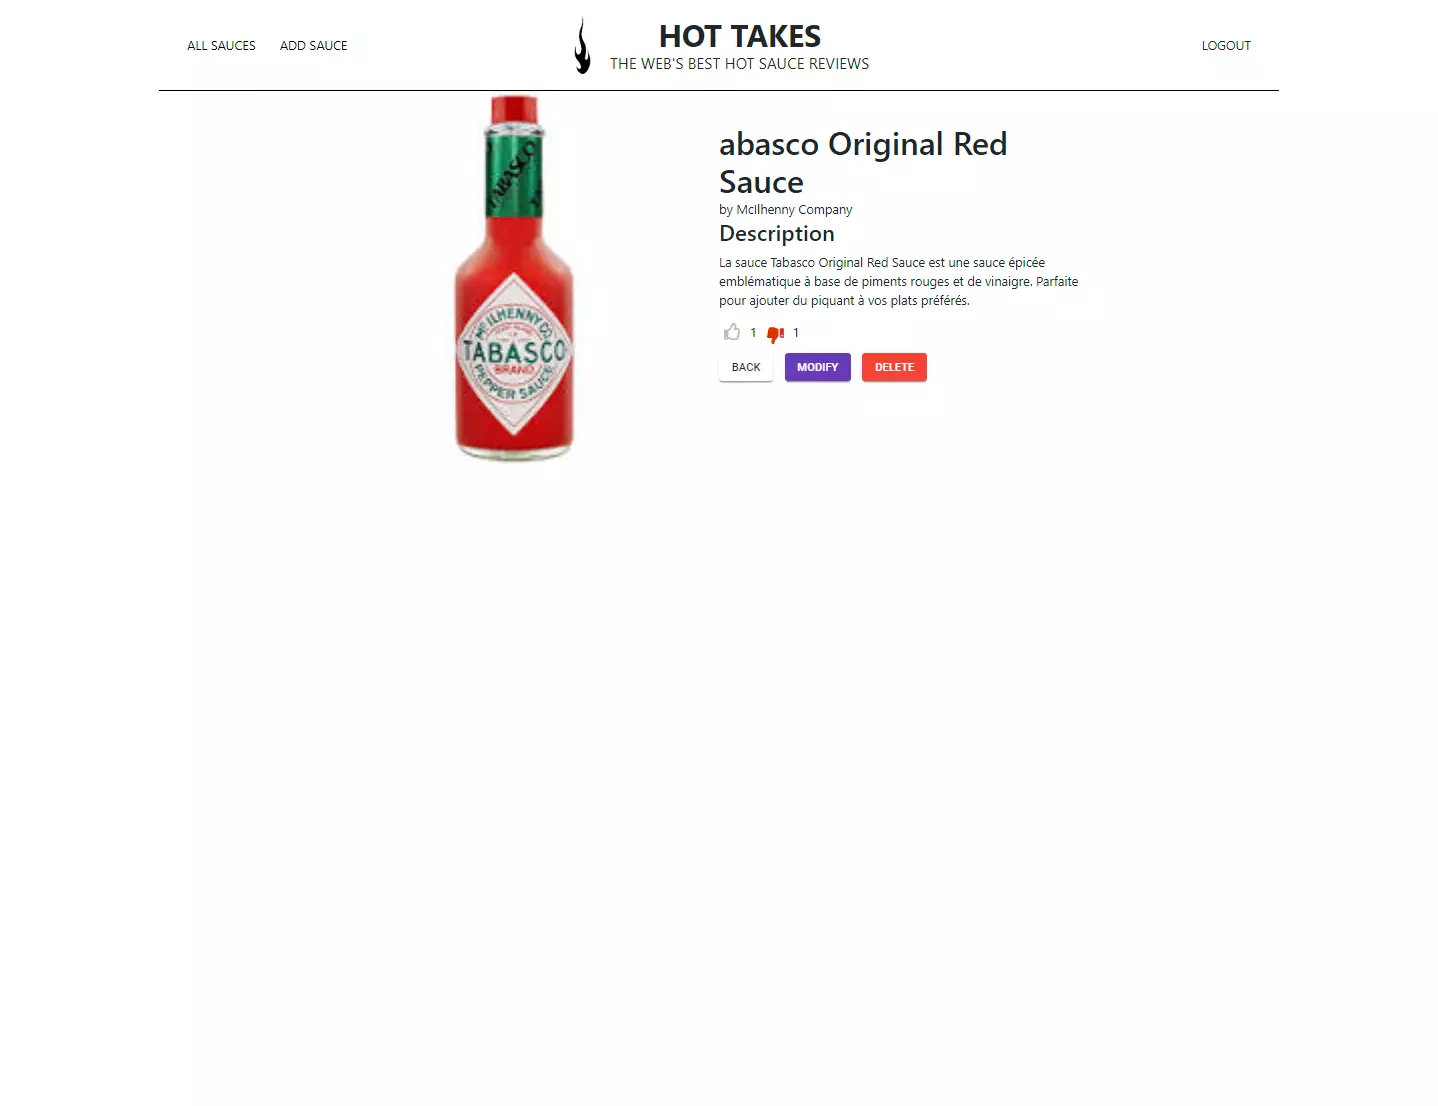 ALL SAUCES
ADD SAUCE
HOT TAKES
THE WEB'S BEST HOT SAUCE REVIEWS
LOGOUT
TABASCO
McILHENNY CO.
TABASCO
BRAND
PEPPER SAUCE
abasco Original Red
Sauce
by McIlhenny Company
Description
La sauce Tabasco Original Red Sauce est une sauce épicée
emblématique à base de piments rouges et de vinaigre. Parfaite
pour ajouter du piquant à vos plats préférés.
1
1
BACK
MODIFY
DELETE